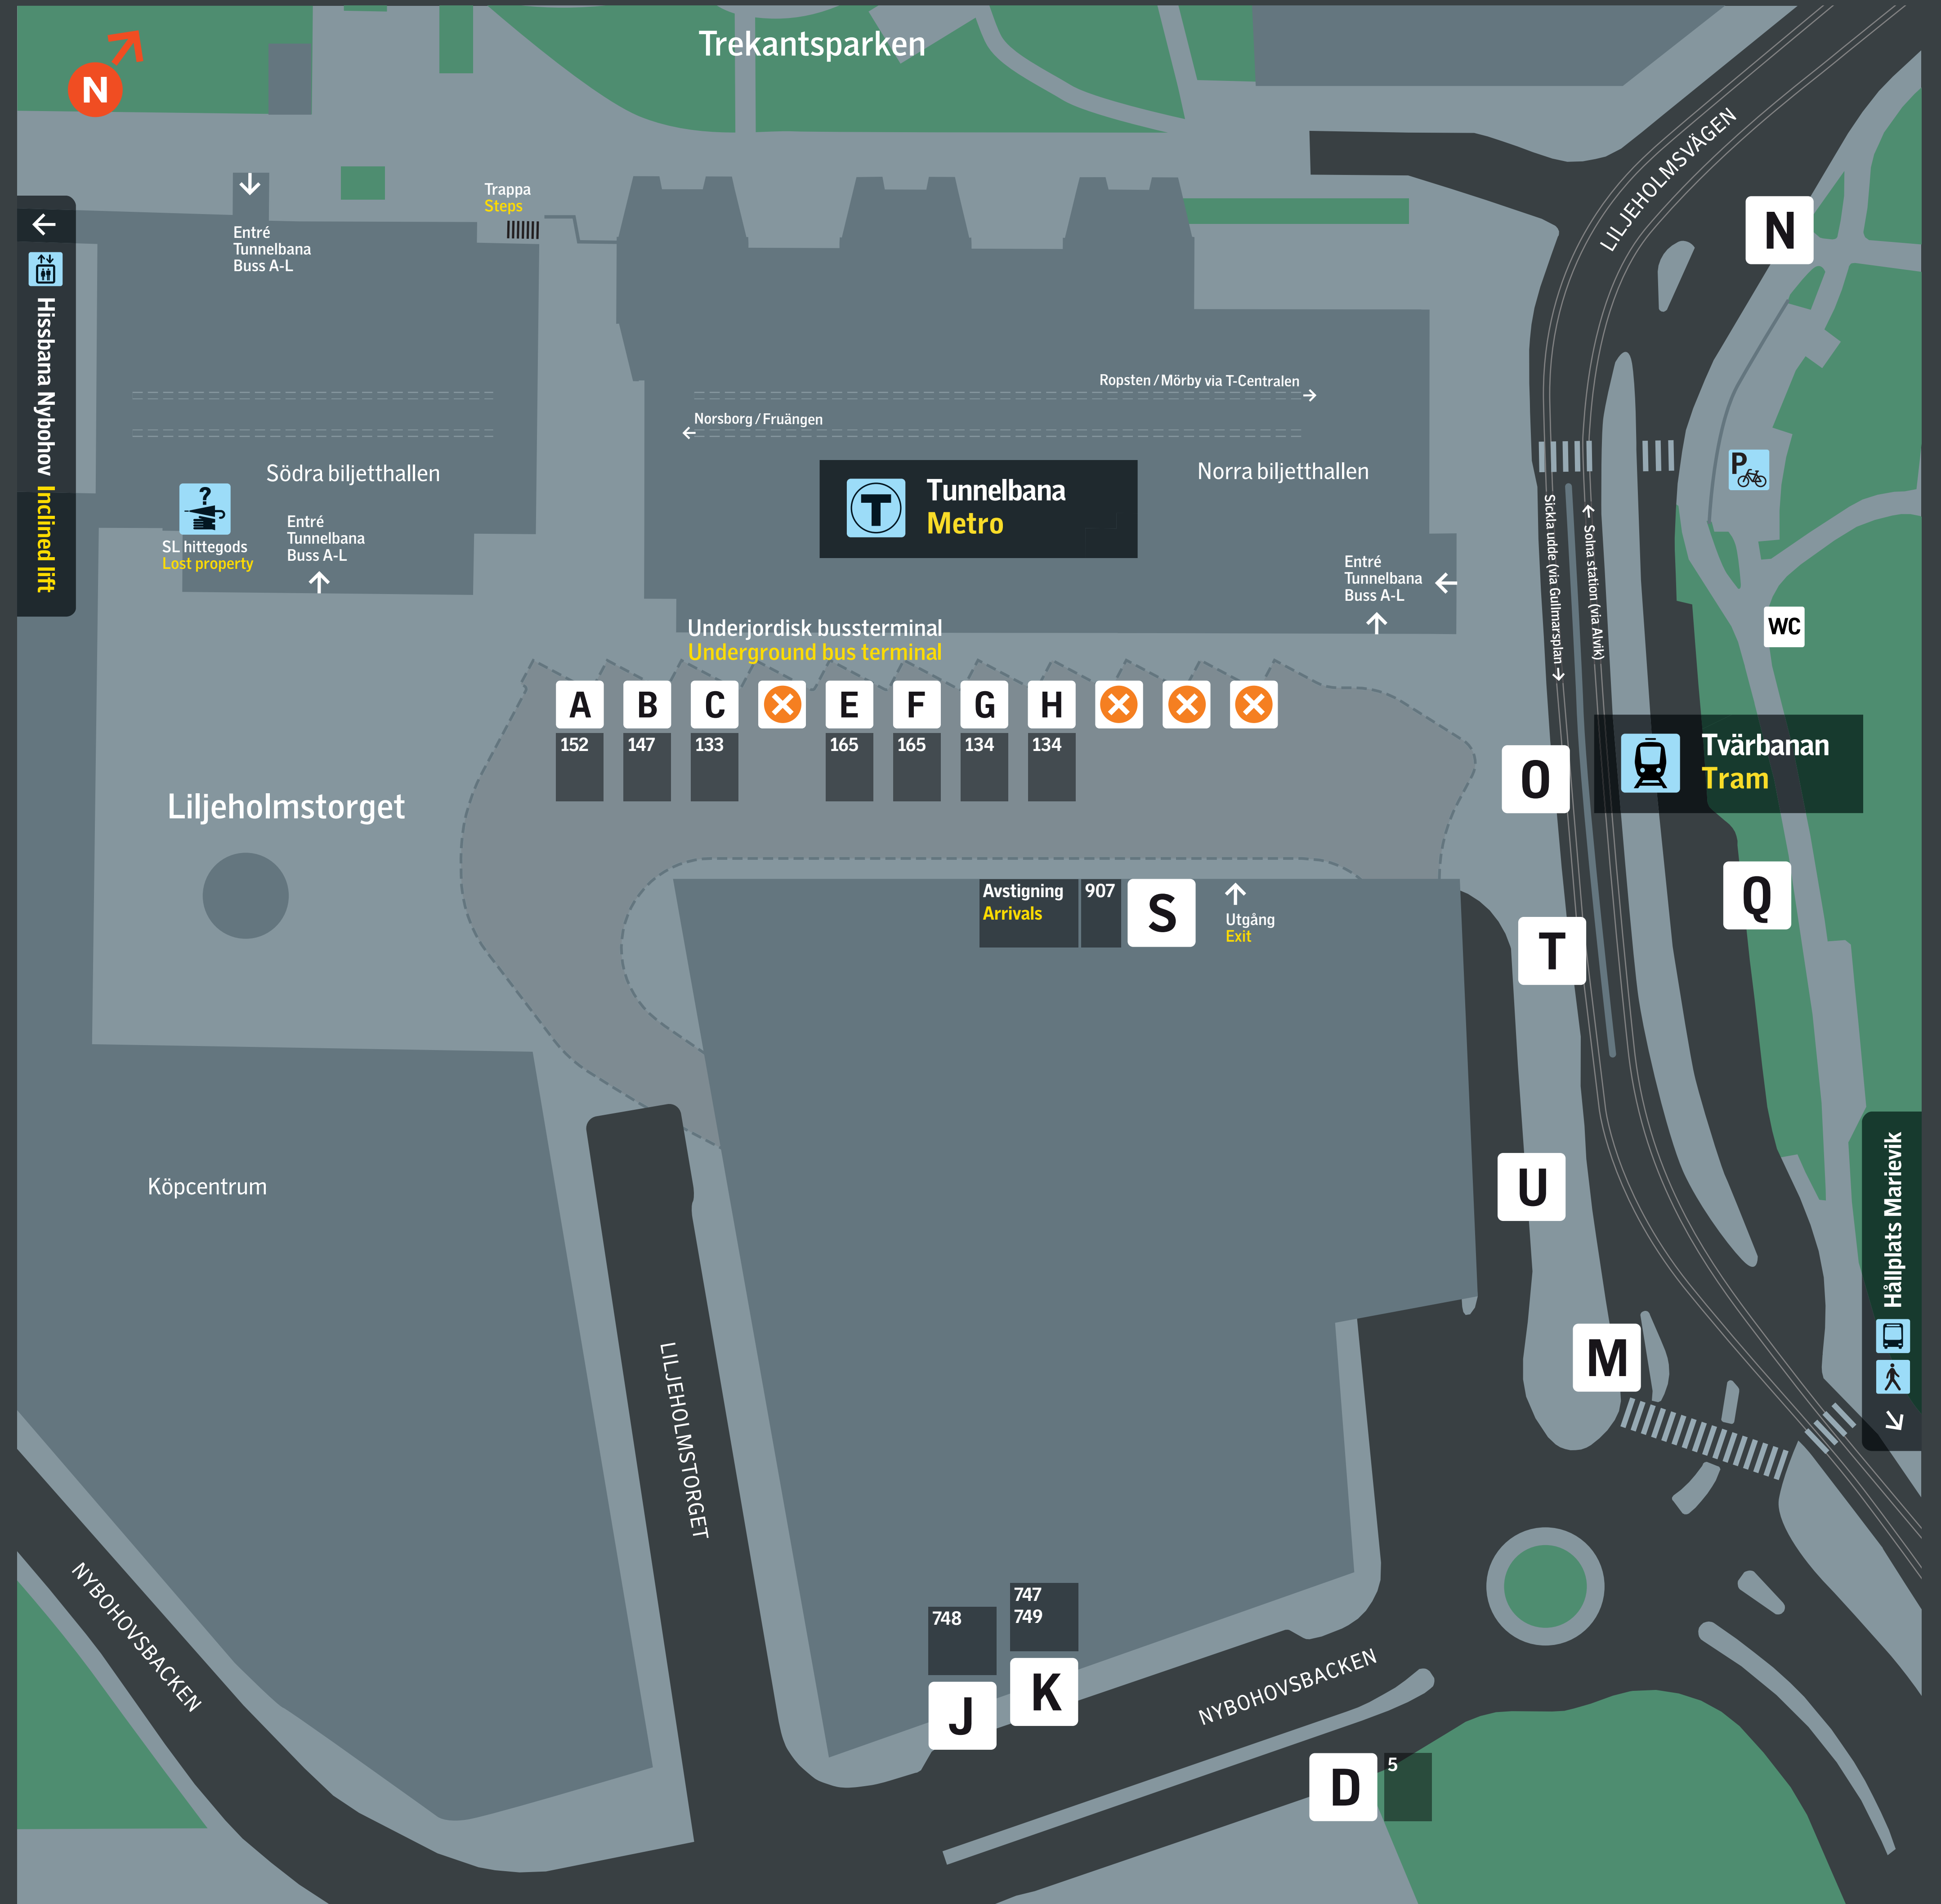 Trekantsparken
N
LILJEHOLMSVÄGEN
Trappa
Steps
N
Entré
Tunnelbana
Buss A-L
Hissbana Nybohov Inclined lift
Ropsten / Mörby via T-Centralen
Norsborg / Fruängen
Södra biljetthallen
Norra biljetthallen
?
SL hittegods
Lost property
Entré
Tunnelbana
Buss A-L
T
Tunnelbana
Metro
P
Sickla udde (via Gullmarsplan)
Solna station (via Alvik)
Entré
Tunnelbana
Buss A-L
WC
Underjordisk bussterminal
Underground bus terminal
A B C E F G H
152 147 133 165 165 134 134
O
Tvärbanan
Tram
Liljeholmstorget
Avstigning
Arrivals
907
S
Utgång
Exit
Q
T
Köpcentrum
U
Hållplats Marievik
M
LILJEHOLMSTORGET
NYBOHOVSBACKEN
748
747
749
J
K
NYBOHOVSBACKEN
D
5